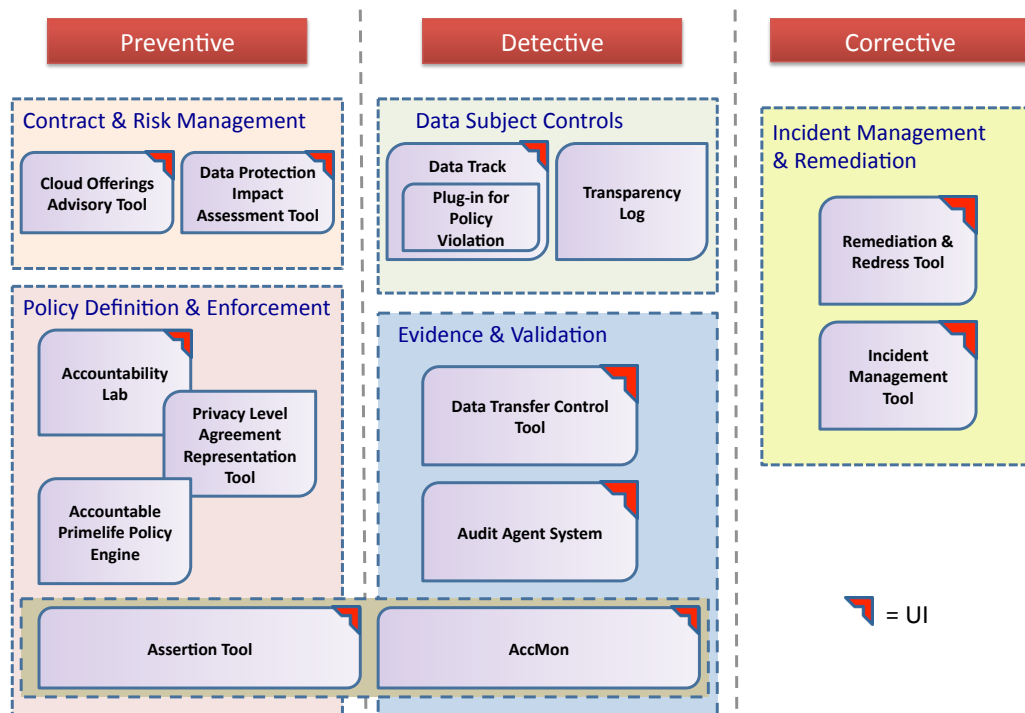 Preventive
Detective
Corrective
Contract & Risk Management
Cloud Offerings
Advisory Tool
Data Protection
Impact
Assessment Tool
Data Subject Controls
Data Track
Plug-in for
Policy
Violation
Transparency
Log
Incident Management
& Remediation
Remediation &
Redress Tool
Incident
Management
Tool
Policy Definition & Enforcement
Accountability
Lab
Privacy Level
Agreement
Representation
Tool
Accountable
Primelife Policy
Engine
Evidence & Validation
Data Transfer Control
Tool
Audit Agent System
Assertion Tool
AccMon
= UI